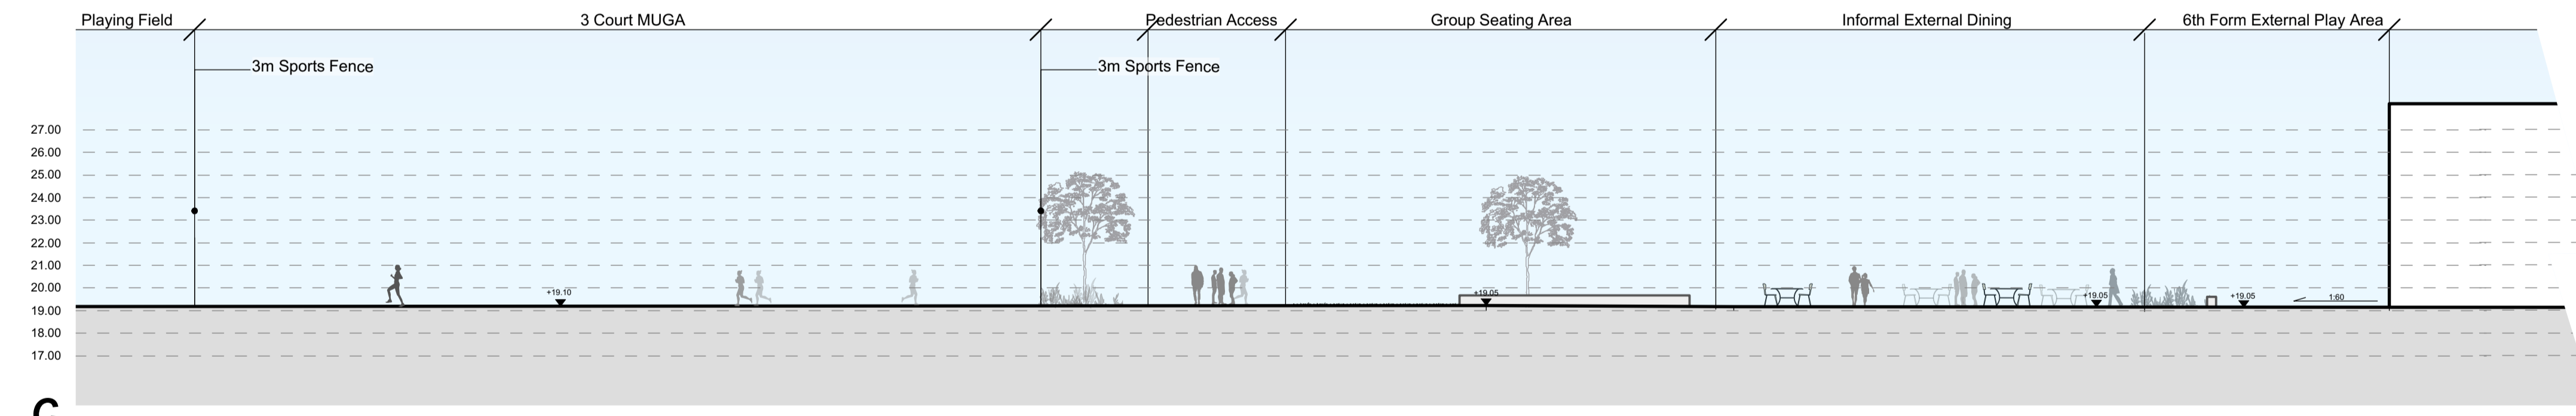 Playing Field
3 Court MUGA
Pedestrian Access
Group Seating Area
Informal External Dining
6th Form External Play Area
3m Sports Fence
3m Sports Fence
27.00
26.00
25.00
24.00
23.00
22.00
21.00
20.00
19.00
18.00
17.00
+19.10
+19.05
+19.05
+19.05
1:60